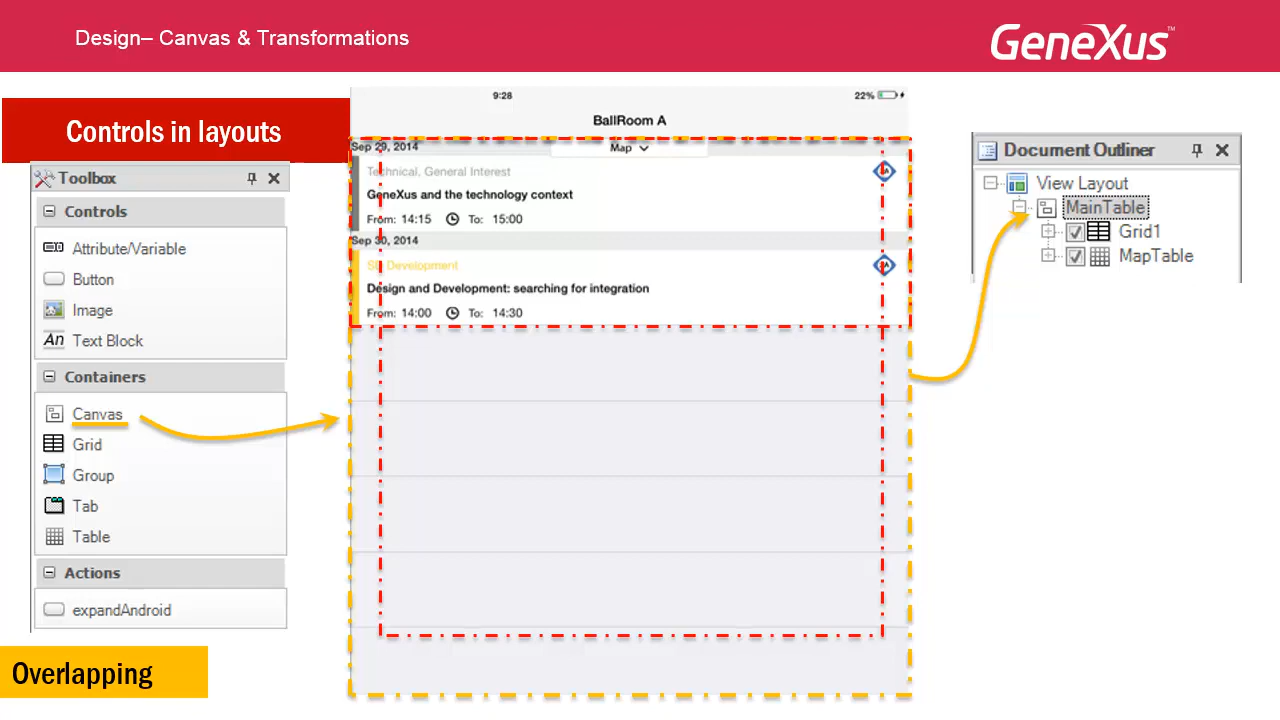 Design– Canvas & Transformations
GeneXus™
Controls in layouts
Toolbox
Controls
Attribute/Variable
Button
Image
Text Block
Containers
Canvas
Grid
Group
Tab
Table
Actions
expandAndroid
Overlapping
9:28
22%
BallRoom A
Sep 29, 2014
Map
Technical, General Interest
GeneXus and the technology context
From: 14:15 To: 15:00
Sep 30, 2014
SD Development
Design and Development: searching for integration
From: 14:00 To: 14:30
Document Outliner
View Layout
MainTable
Grid1
MapTable